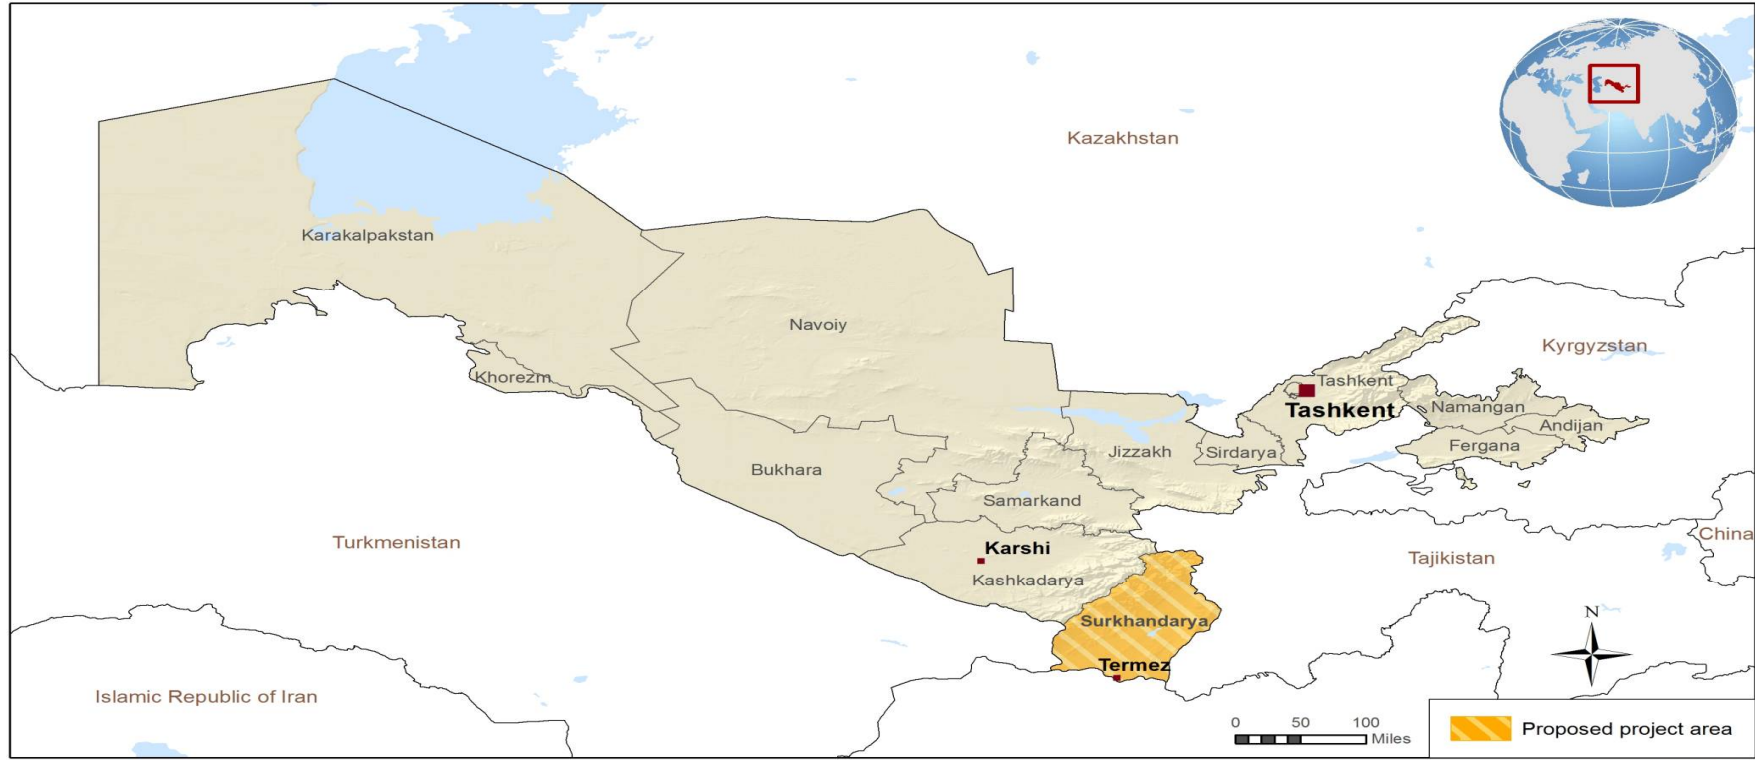 Kazakhstan
Karakalpakstan
Navoiy
Kyrgyzstan
Khorezm
Tashkent
Tashkent
Namangan
Andijan
Fergana
Jizzakh
Sirdarya
Bukhara
Samarkand
Turkmenistan
Karshi
Kashkadarya
China
Tajikistan
Surkhandarya
N
Termez
Islamic Republic of Iran
0 50 100
Miles
Proposed project area